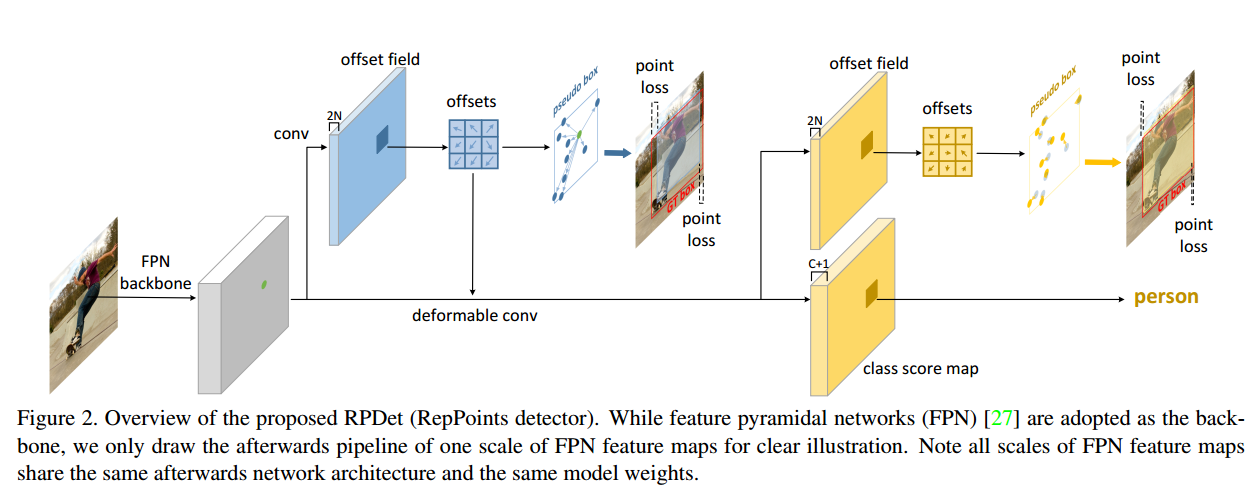 offset field
2N
conv
offsets
pseudo box
point
loss
GT box
point
loss
offset field
2N
offsets
pseudo box
point
loss
GT box
point
loss
FPN
backbone
deformable conv
C+1
person
class score map
Figure 2. Overview of the proposed RPDet (RepPoints detector). While feature pyramidal networks (FPN) [27] are adopted as the back-
bone, we only draw the afterwards pipeline of one scale of FPN feature maps for clear illustration. Note all scales of FPN feature maps
share the same afterwards network architecture and the same model weights.